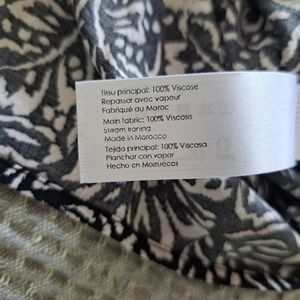 Tissu principal: 100% Viscose
Repasser avec vapeur
Fabriqué au Maroc
Main fabric: 100% Viscose
Steam ironing
Made in Morocco
Tejido principal: 100% Viscosa
Planchar con vapor
Hecho en Marruecos